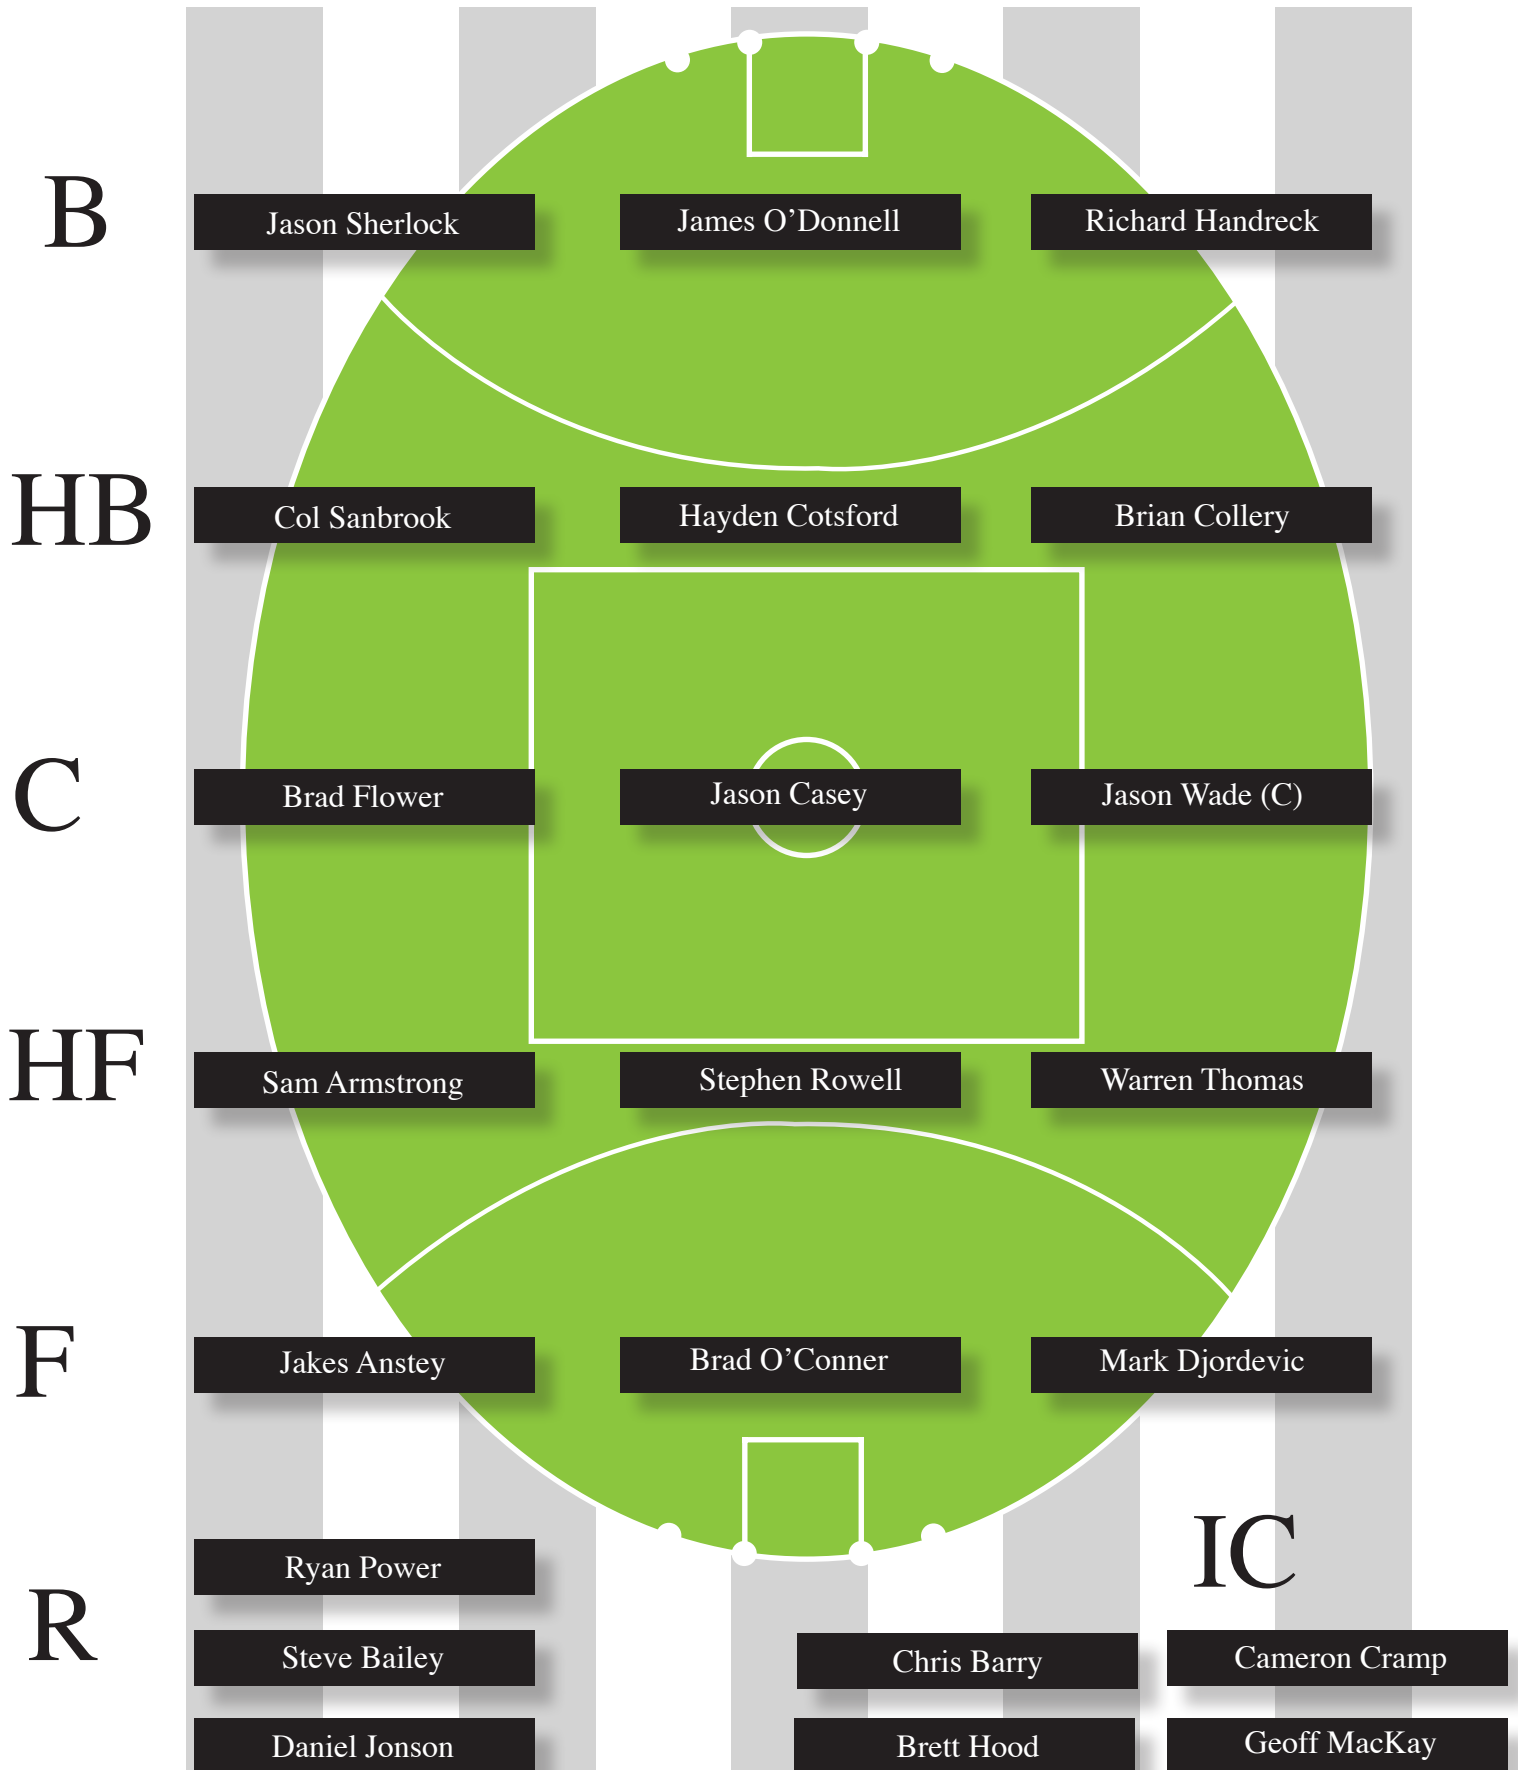 B
Jason Sherlock
James O’Donnell
Richard Handreck
HB
Col Sanbrook
Hayden Cotsford
Brian Collery
C
Brad Flower
Jason Casey
Jason Wade (C)
HF
Sam Armstrong
Stephen Rowell
Warren Thomas
F
Jakes Anstey
Brad O’Conner
Mark Djordevic
R
Ryan Power
Steve Bailey
Daniel Jonson
IC
Chris Barry
Cameron Cramp
Brett Hood
Geoff MacKay